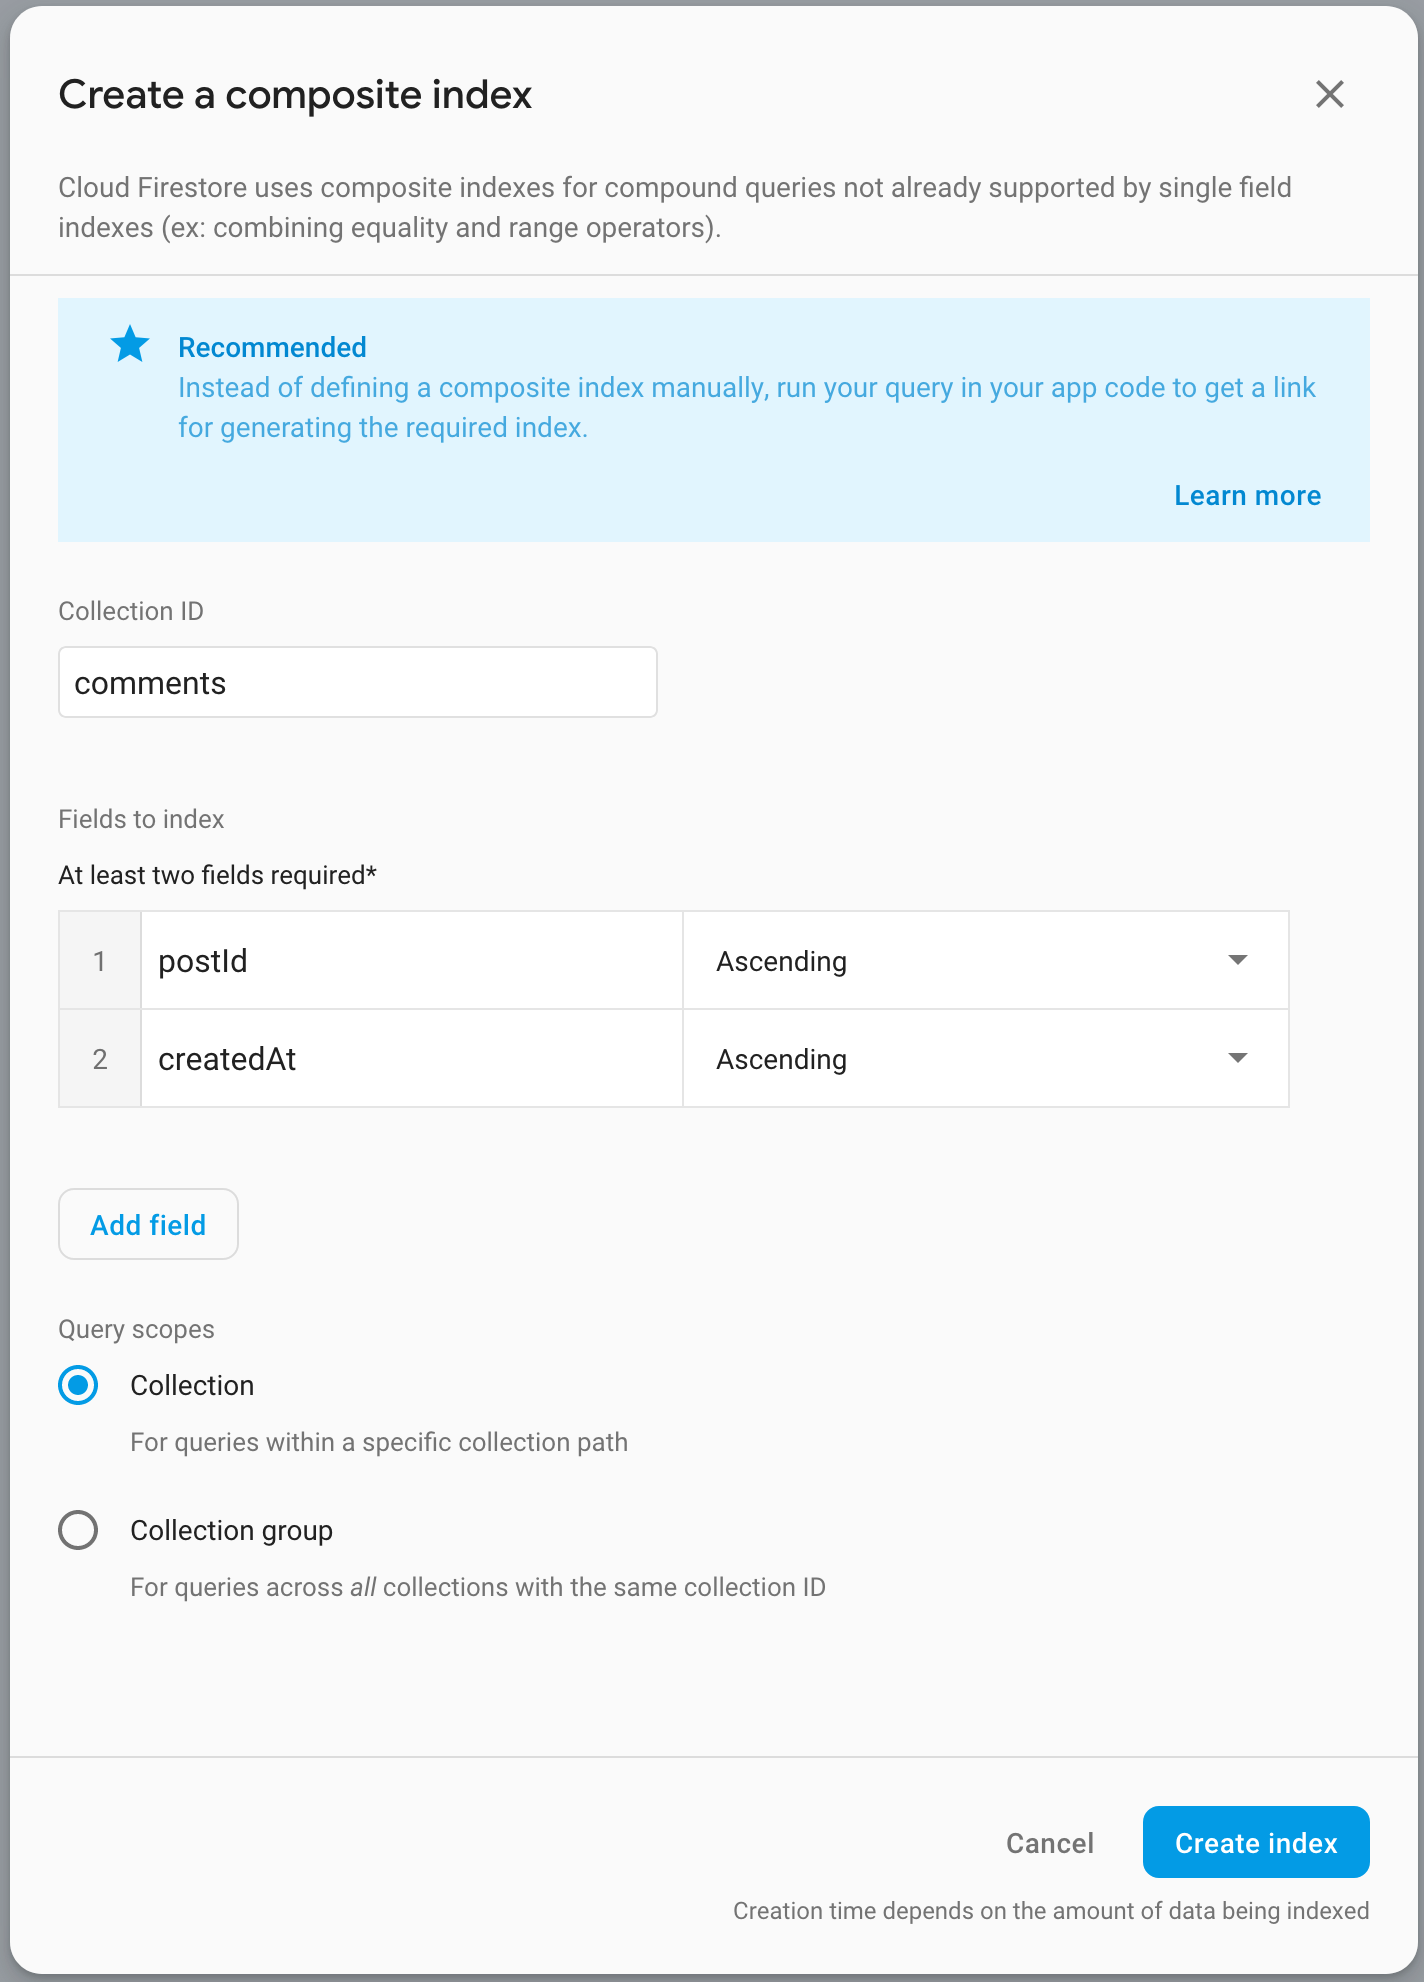 Create a composite index
Cloud Firestore uses composite indexes for compound queries not already supported by single field
indexes (ex: combining equality and range operators).
Recommended
Instead of defining a composite index manually, run your query in your app code to get a link
for generating the required index.
Learn more
Collection ID
comments
Fields to index
At least two fields required*
1 postId Ascending
2 createdAt Ascending
Add field
Query scopes
Collection
For queries within a specific collection path
Collection group
For queries across all collections with the same collection ID
Cancel Create index
Creation time depends on the amount of data being indexed